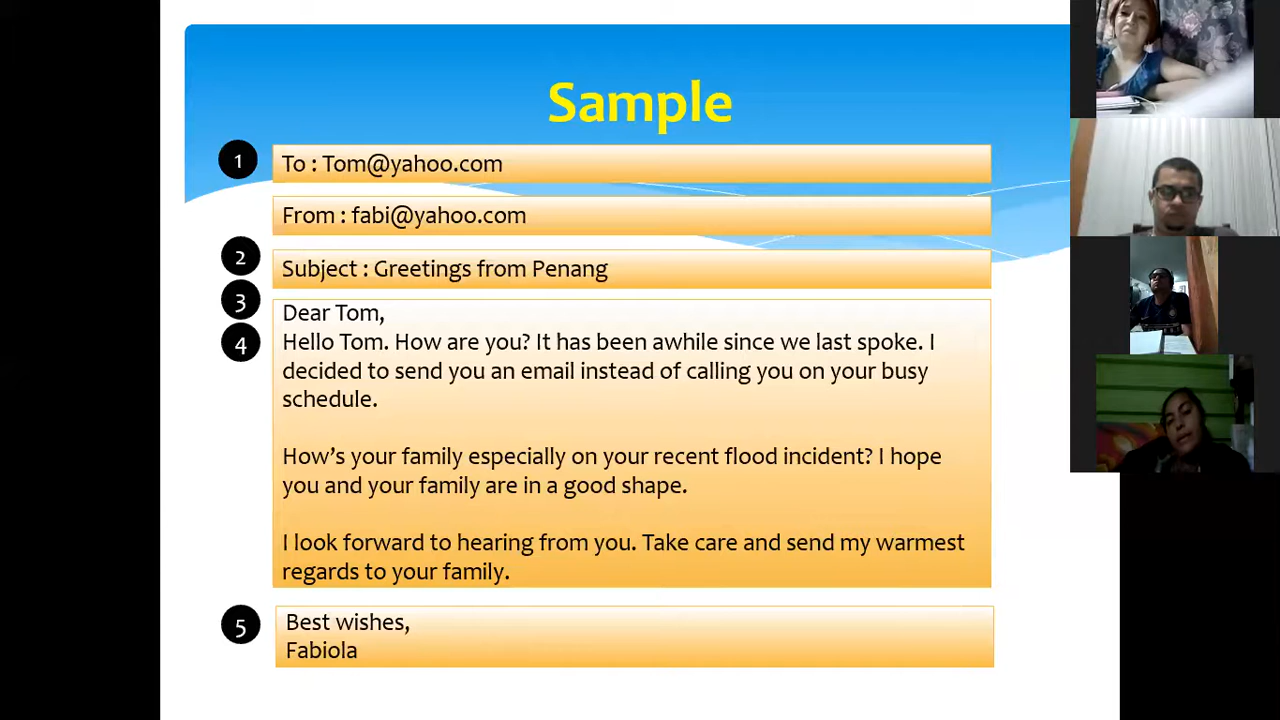 Sample
1
To : Tom@yahoo.com
From : fabi@yahoo.com
2
Subject : Greetings from Penang
3
Dear Tom,
4
Hello Tom. How are you? It has been awhile since we last spoke. I
decided to send you an email instead of calling you on your busy
schedule.
How's your family especially on your recent flood incident? I hope
you and your family are in a good shape.
I look forward to hearing from you. Take care and send my warmest
regards to your family.
5
Best wishes,
Fabiola